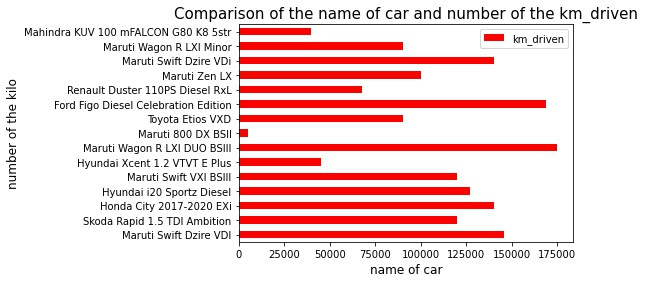 Comparison of the name of car and number of the km_driven
Mahindra KUV 100 mFALCON G80 K8 5str
Maruti Wagon R LXI Minor
Maruti Swift Dzire VDi
Maruti Zen LX
Renault Duster 110PS Diesel RxL
Ford Figo Diesel Celebration Edition
Toyota Etios VXD
Maruti 800 DX BSII
Maruti Wagon R LXI DUO BSIII
Hyundai Xcent 1.2 VTVT E Plus
Maruti Swift VXI BSIII
Hyundai i20 Sportz Diesel
Honda City 2017-2020 EXi
Skoda Rapid 1.5 TDI Ambition
Maruti Swift Dzire VDI
number of the kilo
km_driven
0 25000 50000 75000 100000 125000 150000 175000
name of car